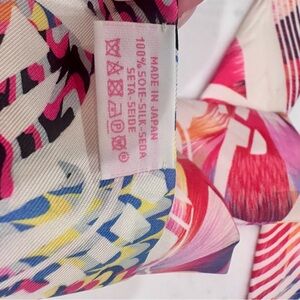 MADE IN JAPAN
100% SOIE-SILK-SEDA
SETA-SEIDE